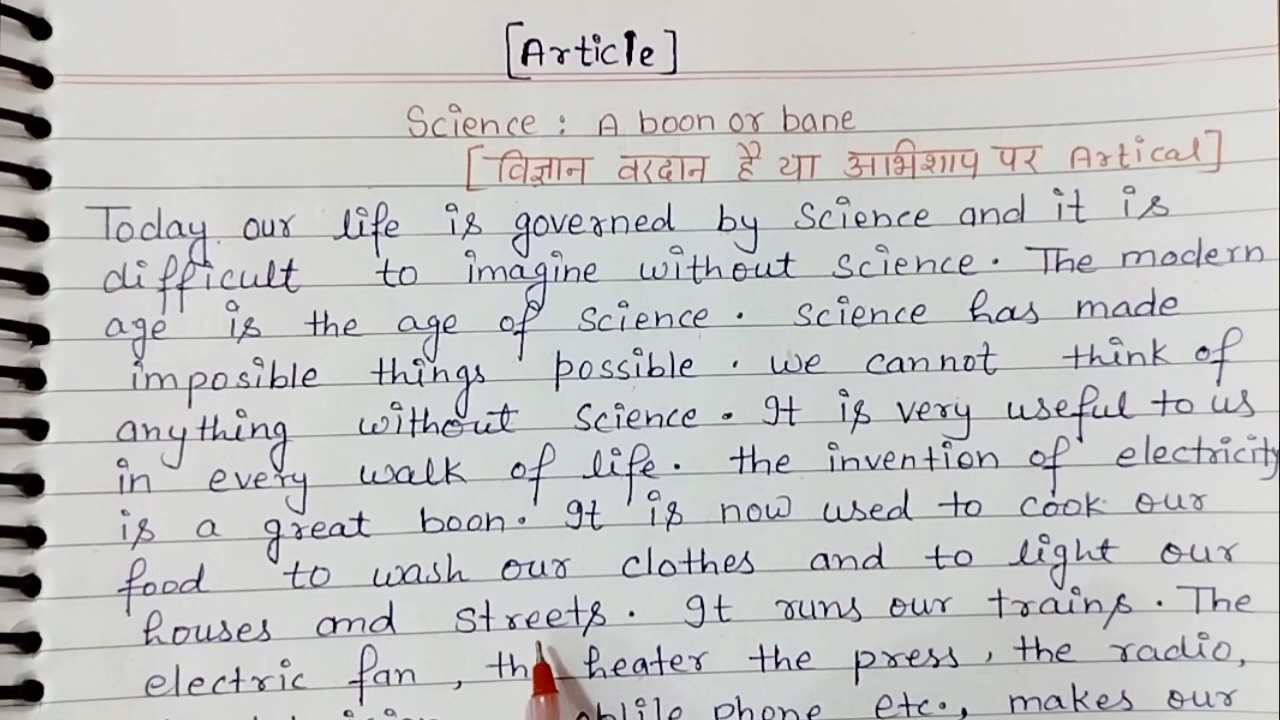 [Article]
Science : A boon or bane
[विज्ञान वरदान है या अभिशाप पर Artical]
Today our life is governed by Science and it is
difficult to imagine without science. The modern
age is the age of science. science has made
imposible things possible. we cannot think of
anything without science. It is very useful to us
in every walk of life. the invention of electricity
is a great boon. It is now used to cook our
food to wash our clothes and to light our
houses and streets. It runs our trains. The
electric fan, heater the press, the radio,
phone etc., makes our